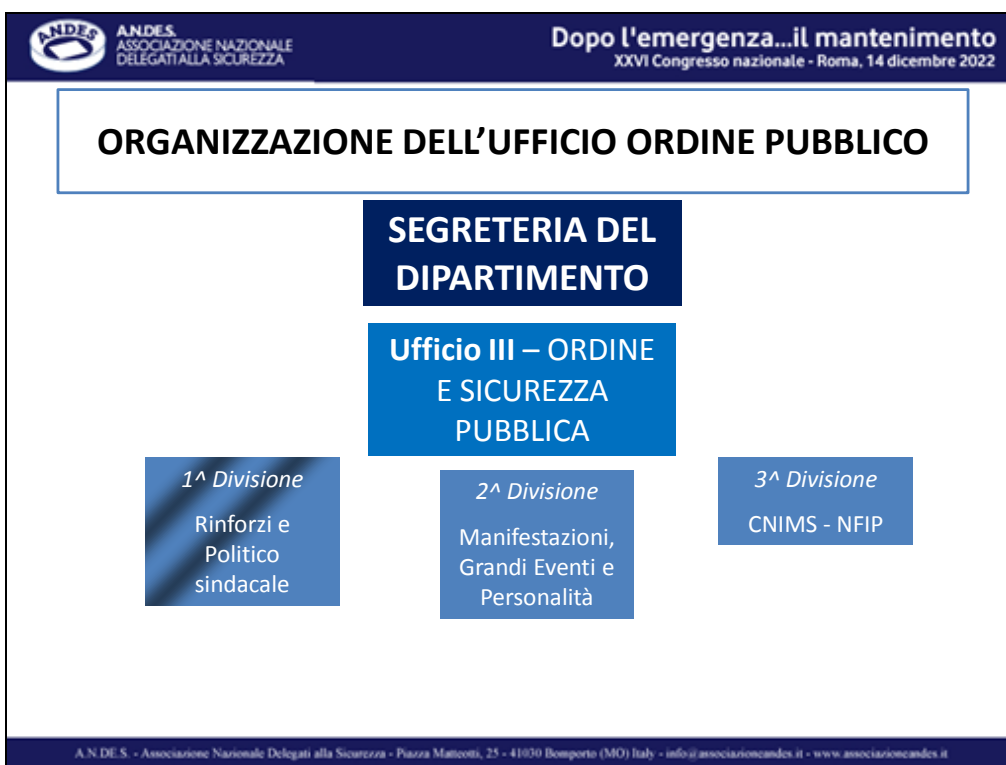 ANDES
A.N.DE.S.
ASSOCIAZIONE NAZIONALE
DELEGATI ALLA SICUREZZA
Dopo l'emergenza...il mantenimento
XXVI Congresso nazionale - Roma, 14 dicembre 2022
ORGANIZZAZIONE DELL’UFFICIO ORDINE PUBBLICO
SEGRETERIA DEL
DIPARTIMENTO
Ufficio III – ORDINE
E SICUREZZA
PUBBLICA
1^ Divisione
Rinforzi e
Politico
sindacale
2^ Divisione
Manifestazioni,
Grandi Eventi e
Personalità
3^ Divisione
CNIMS - NFIP
A.N.DE.S. - Associazione Nazionale Delegati alla Sicurezza - Piazza Matteotti, 25 - 41030 Bomporto (MO) Italy - info@associazioneandes.it - www.associazioneandes.it